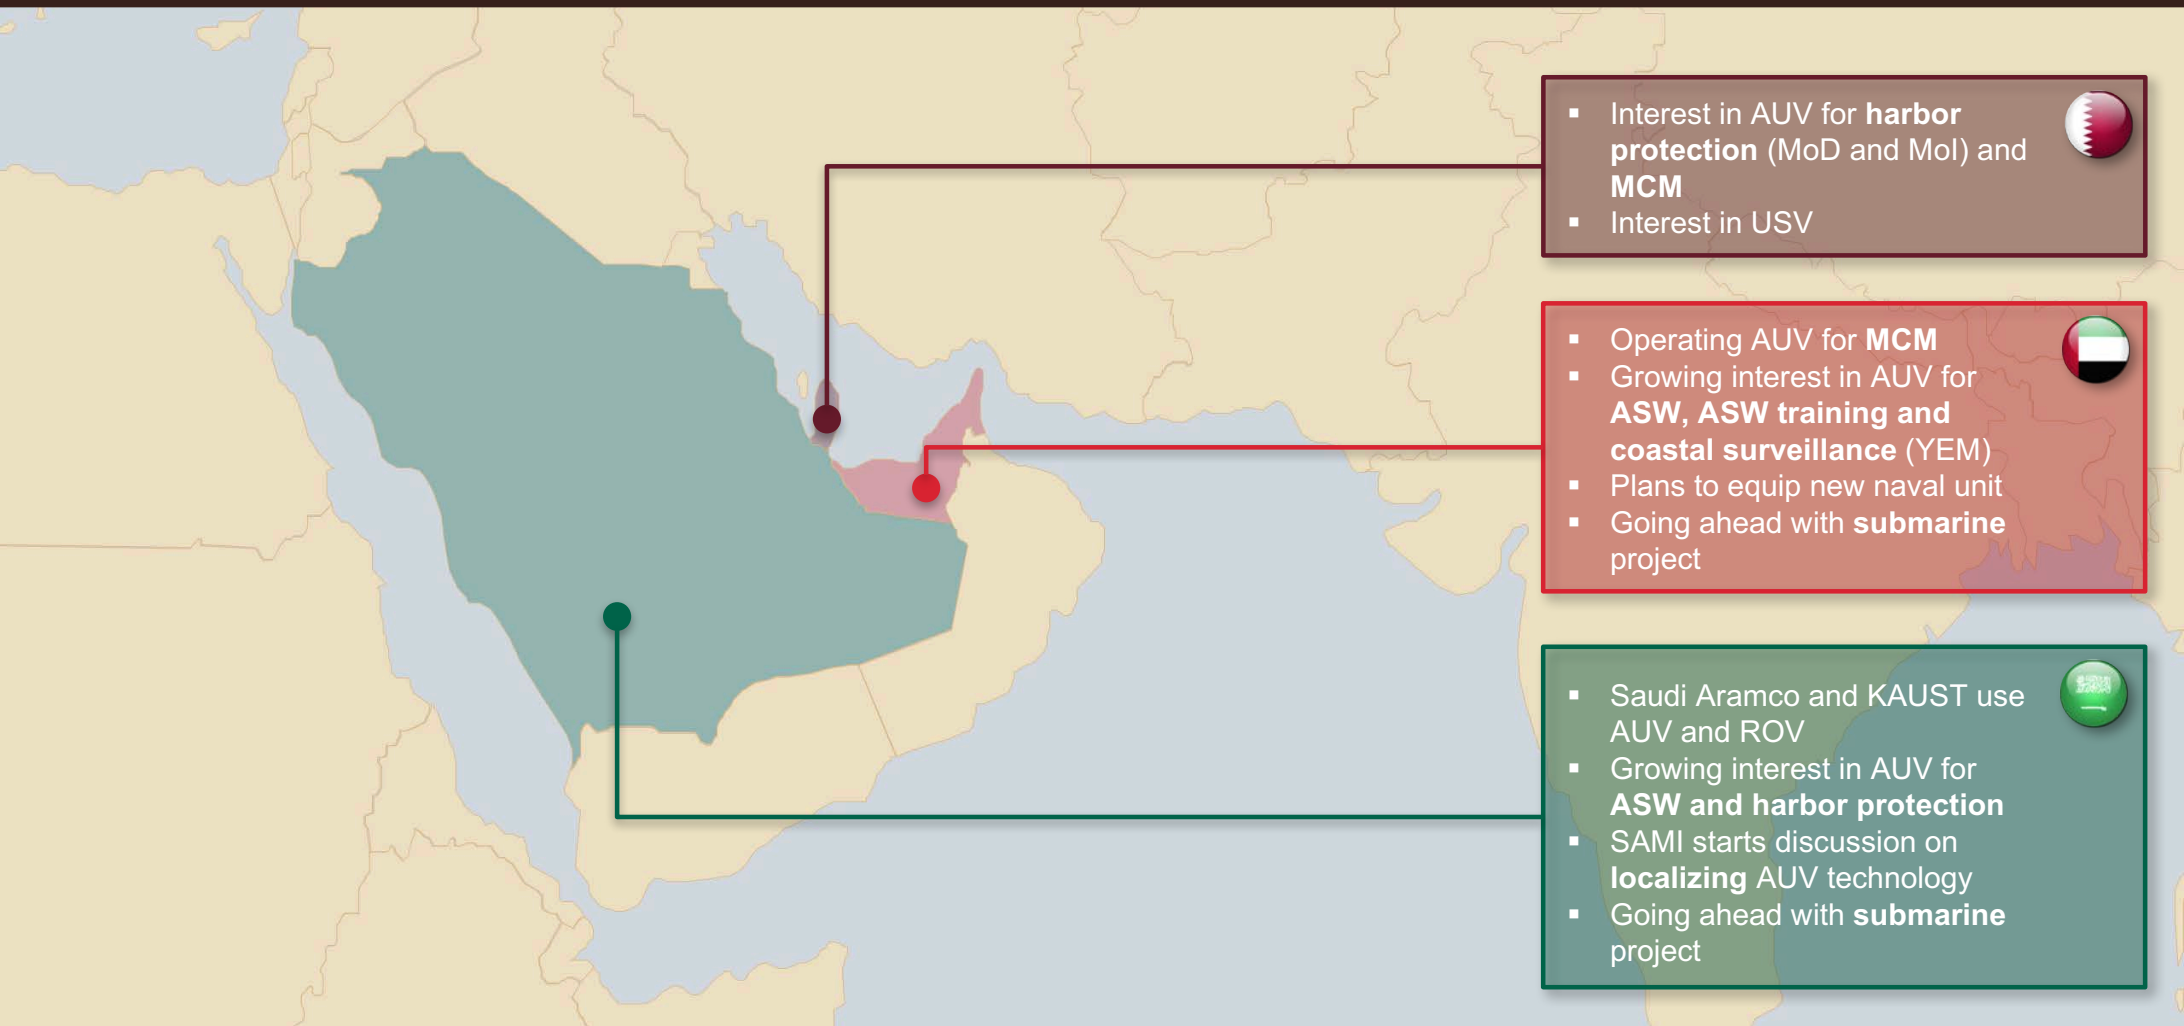 ▪ Interest in AUV for harbor
protection (MoD and MoI) and
MCM
▪ Interest in USV
▪ Operating AUV for MCM
▪ Growing interest in AUV for
ASW, ASW training and
coastal surveillance (YEM)
▪ Plans to equip new naval unit
▪ Going ahead with submarine
project
▪ Saudi Aramco and KAUST use
AUV and ROV
▪ Growing interest in AUV for
ASW and harbor protection
▪ SAMI starts discussion on
localizing AUV technology
▪ Going ahead with submarine
project